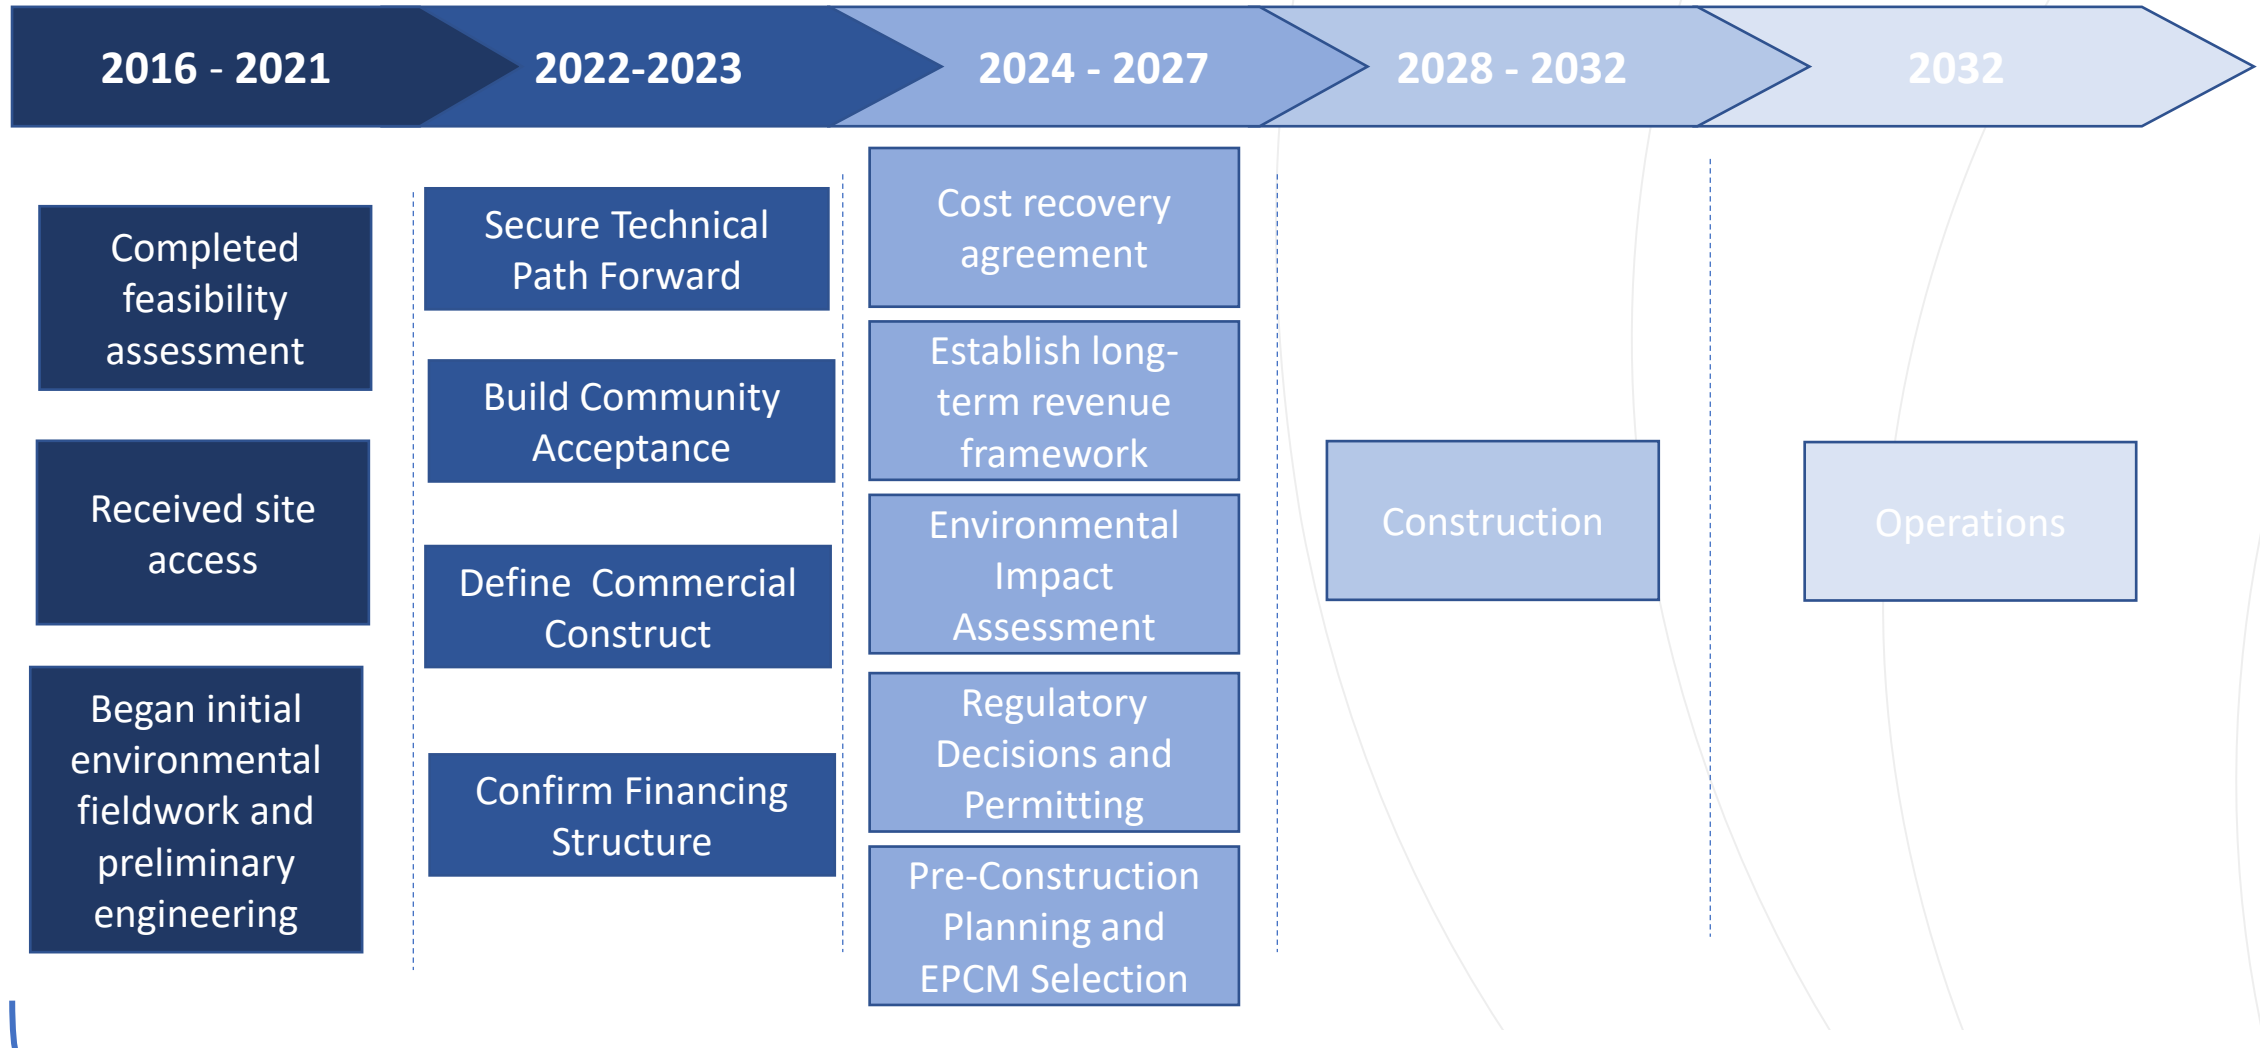 2016 - 2021
2022-2023
2024 - 2027
2028 - 2032
2032
Completed
feasibility
assessment
Received site
access
Began initial
environmental
fieldwork and
preliminary
engineering
Secure Technical
Path Forward
Build Community
Acceptance
Define  Commercial
Construct
Confirm Financing
Structure
Cost recovery
agreement
Establish long-
term revenue
framework
Environmental
Impact
Assessment
Regulatory
Decisions and
Permitting
Pre-Construction
Planning and
EPCM Selection
Construction
Operations